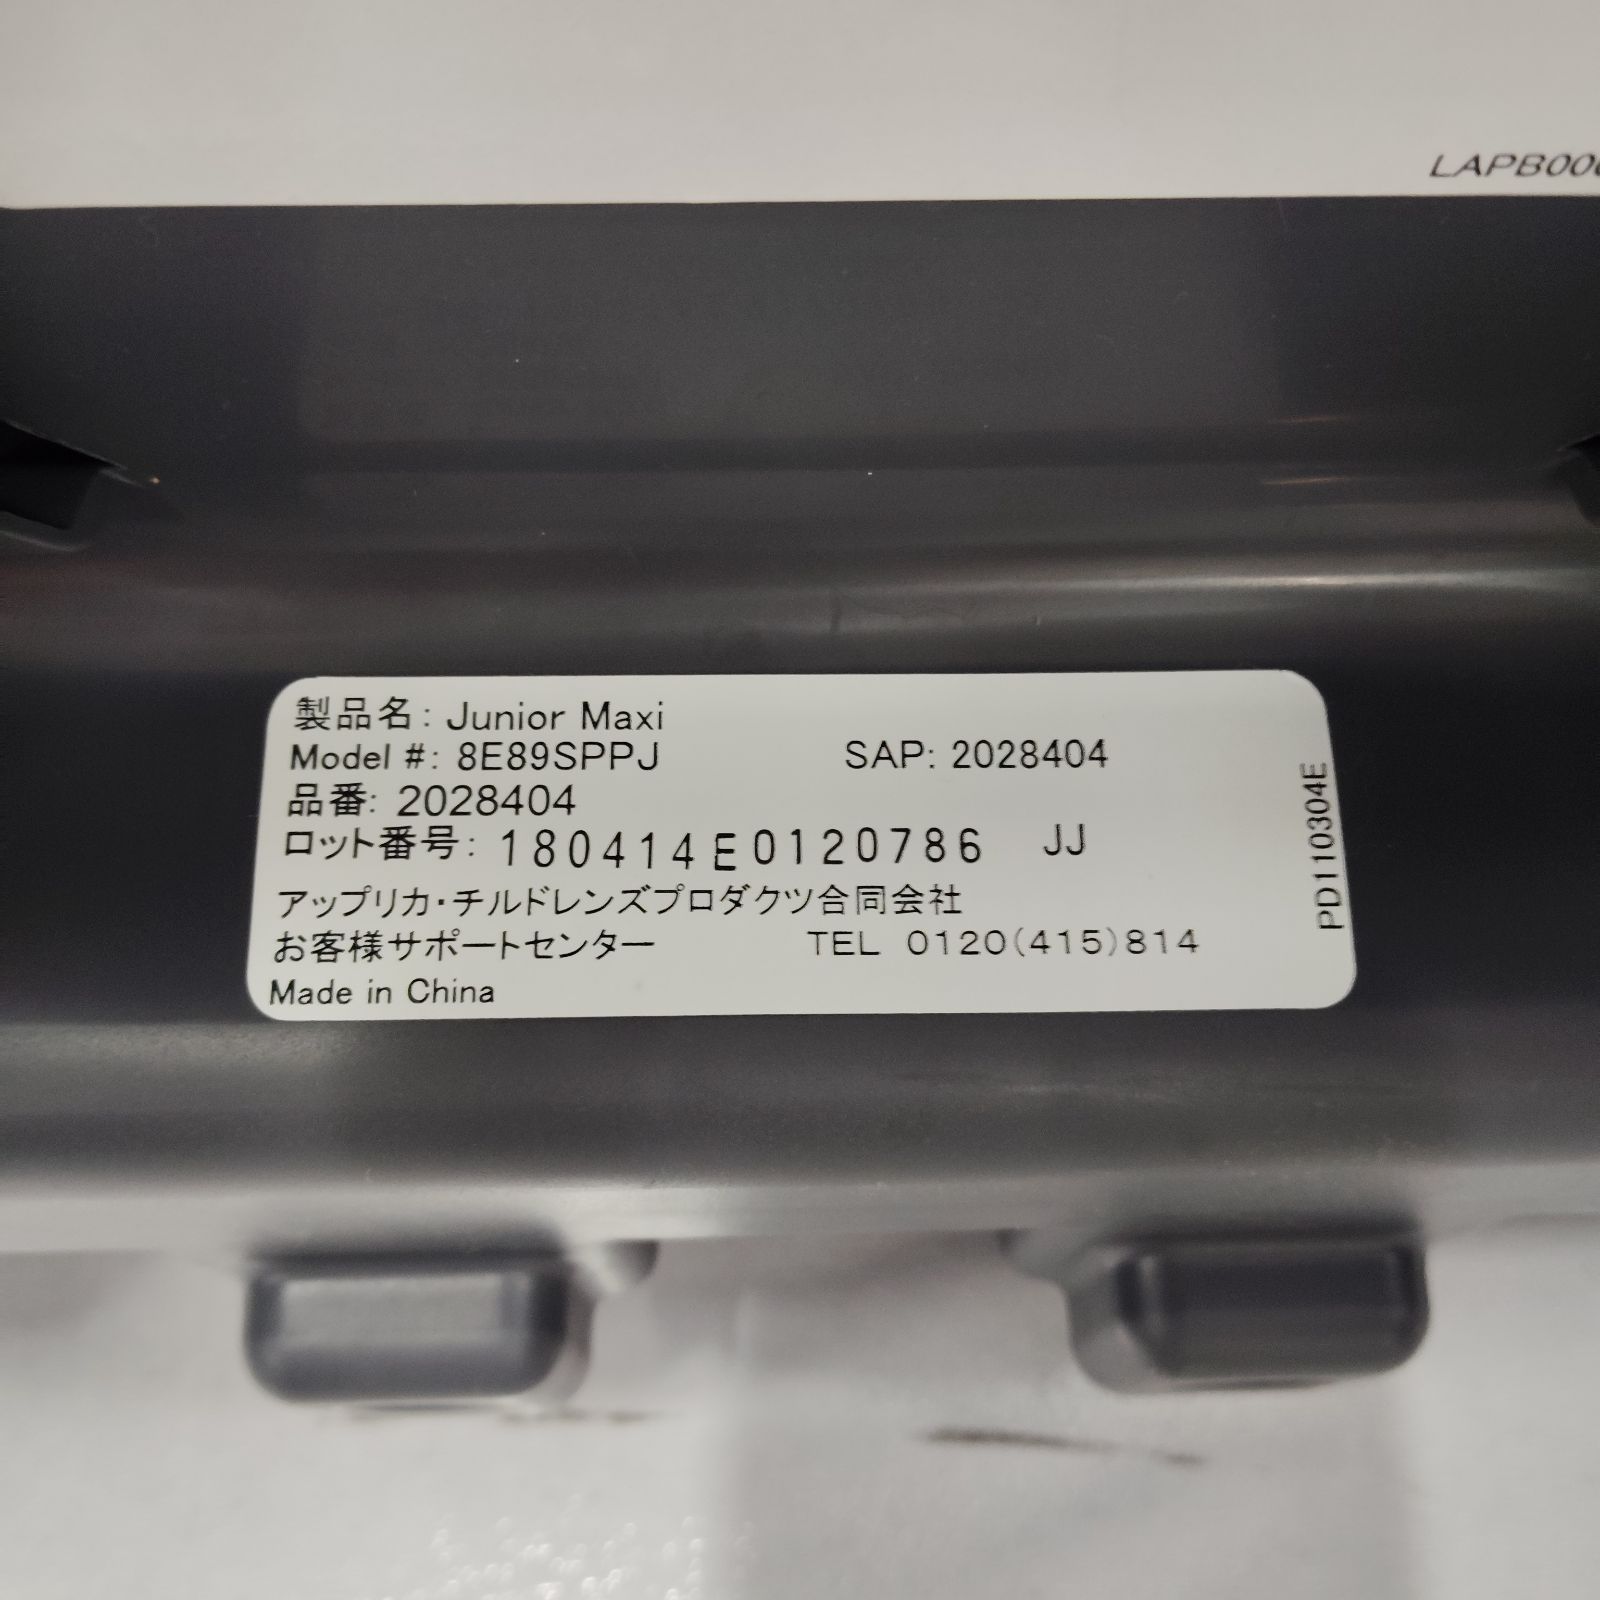 製品名: Junior Maxi
Model #: 8E89SPPJ SAP: 2028404
品番: 2028404
ロット番号: 180414E0120786 JJ
アップリカ・チルドレンズプロダクツ合同会社
お客様サポートセンター TEL 0120(415)814
Made in China
PD110304E